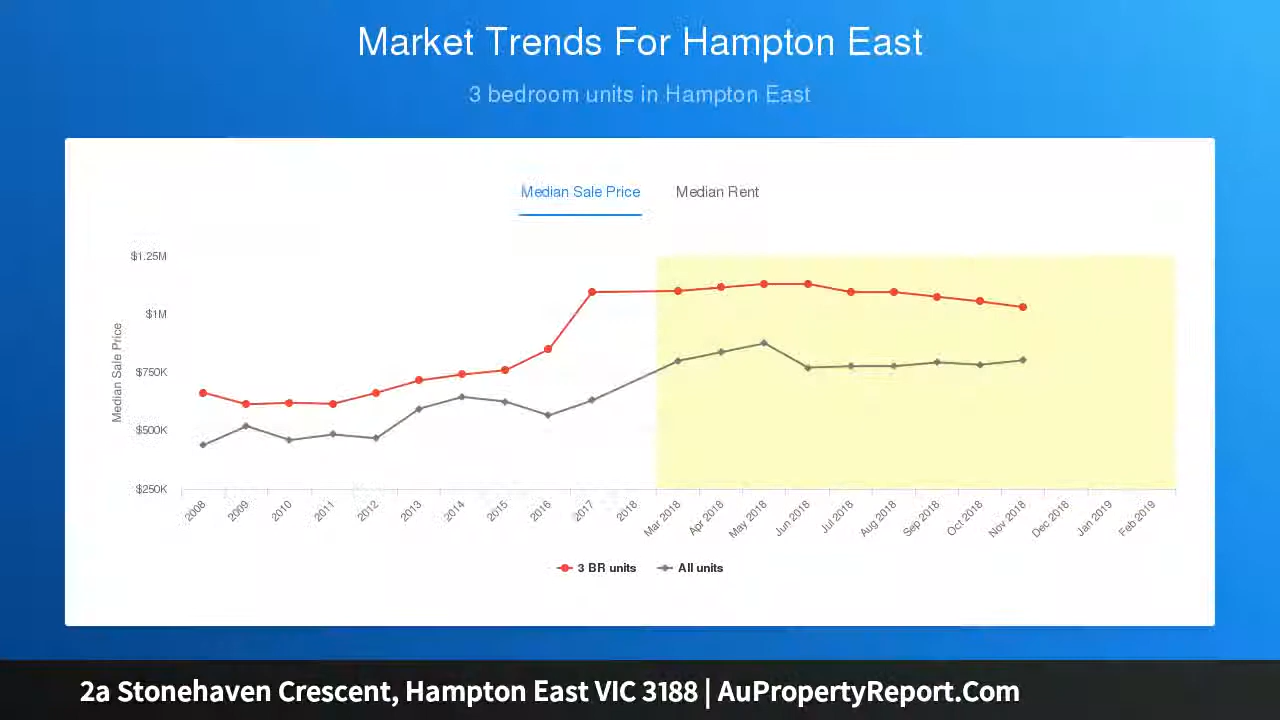 Market Trends For Hampton East
3 bedroom units in Hampton East
Median Sale Price
Median Rent
$1.25M
$1M
$750K
$500K
$250K
Median Sale Price
2008
2009
2010
2011
2012
2013
2014
2015
2016
2017
2018
Mar 2018
Apr 2018
May 2018
Jun 2018
Jul 2018
Aug 2018
Sep 2018
Oct 2018
Nov 2018
Dec 2018
Jan 2019
Feb 2019
3 BR units
All units
2a Stonehaven Crescent, Hampton East VIC 3188 | AuPropertyReport.Com